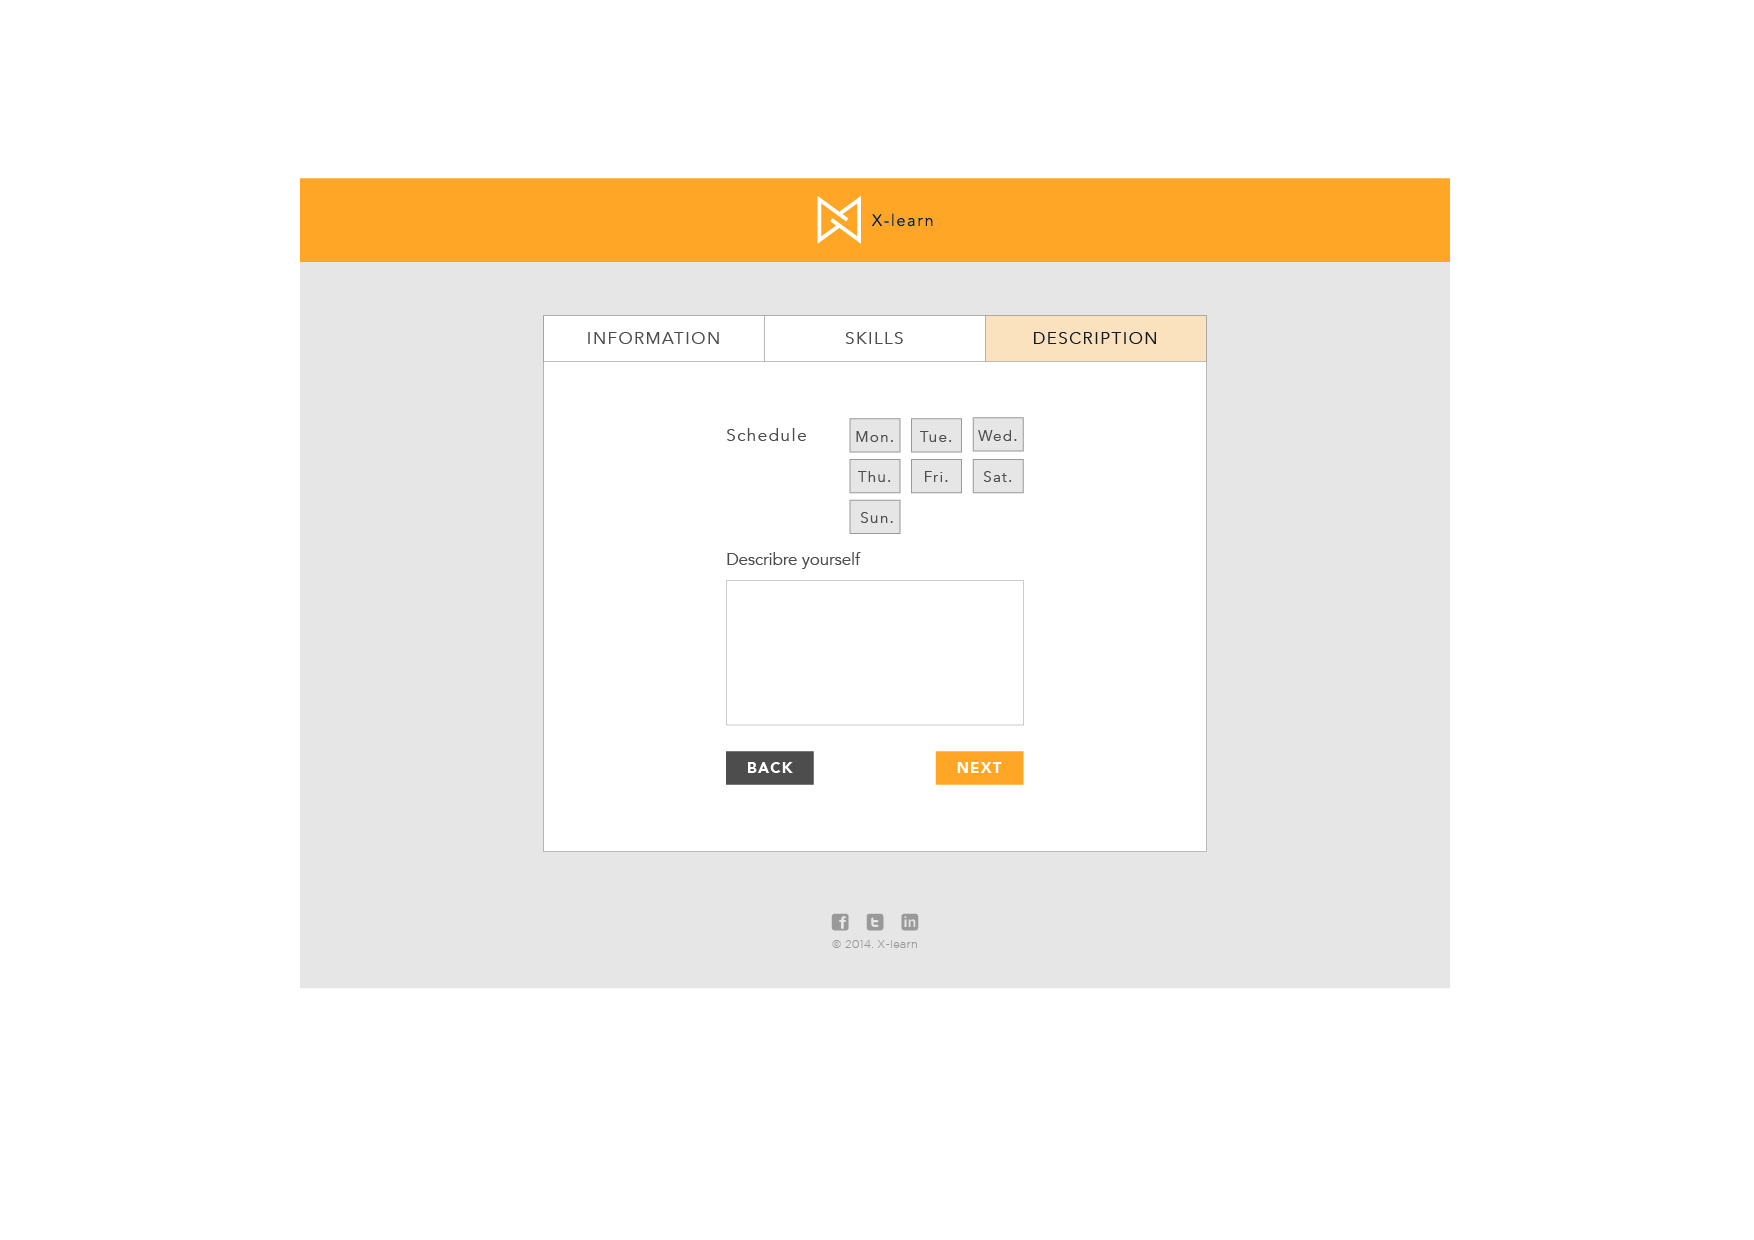 X-learn
INFORMATION SKILLS DESCRIPTION
Schedule Mon. Tue. Wed.
Thu. Fri. Sat.
Sun.
Describre yourself
BACK NEXT
© 2014. X-learn